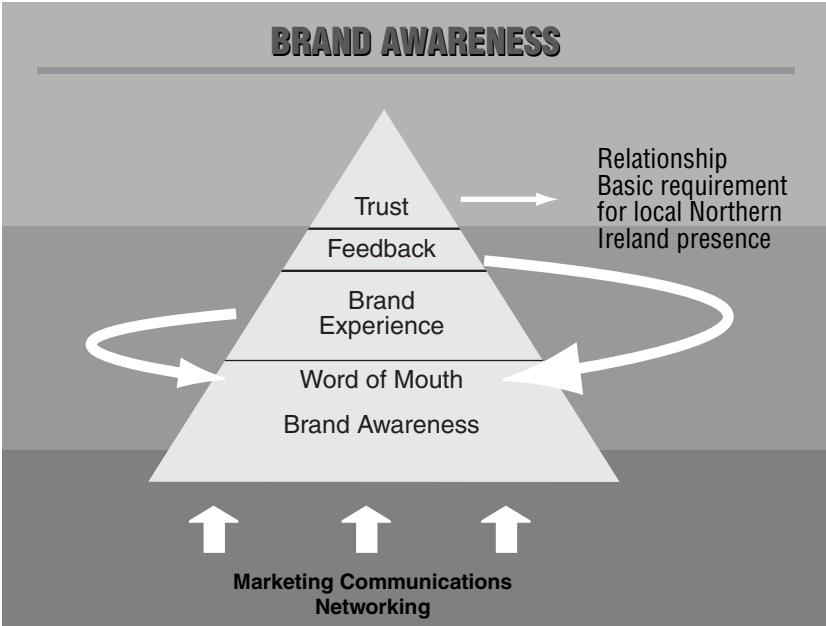 BRAND AWARENESS
Trust
Relationship
Basic requirement
for local Northern
Ireland presence
Feedback
Brand
Experience
Word of Mouth
Brand Awareness
Marketing Communications
Networking